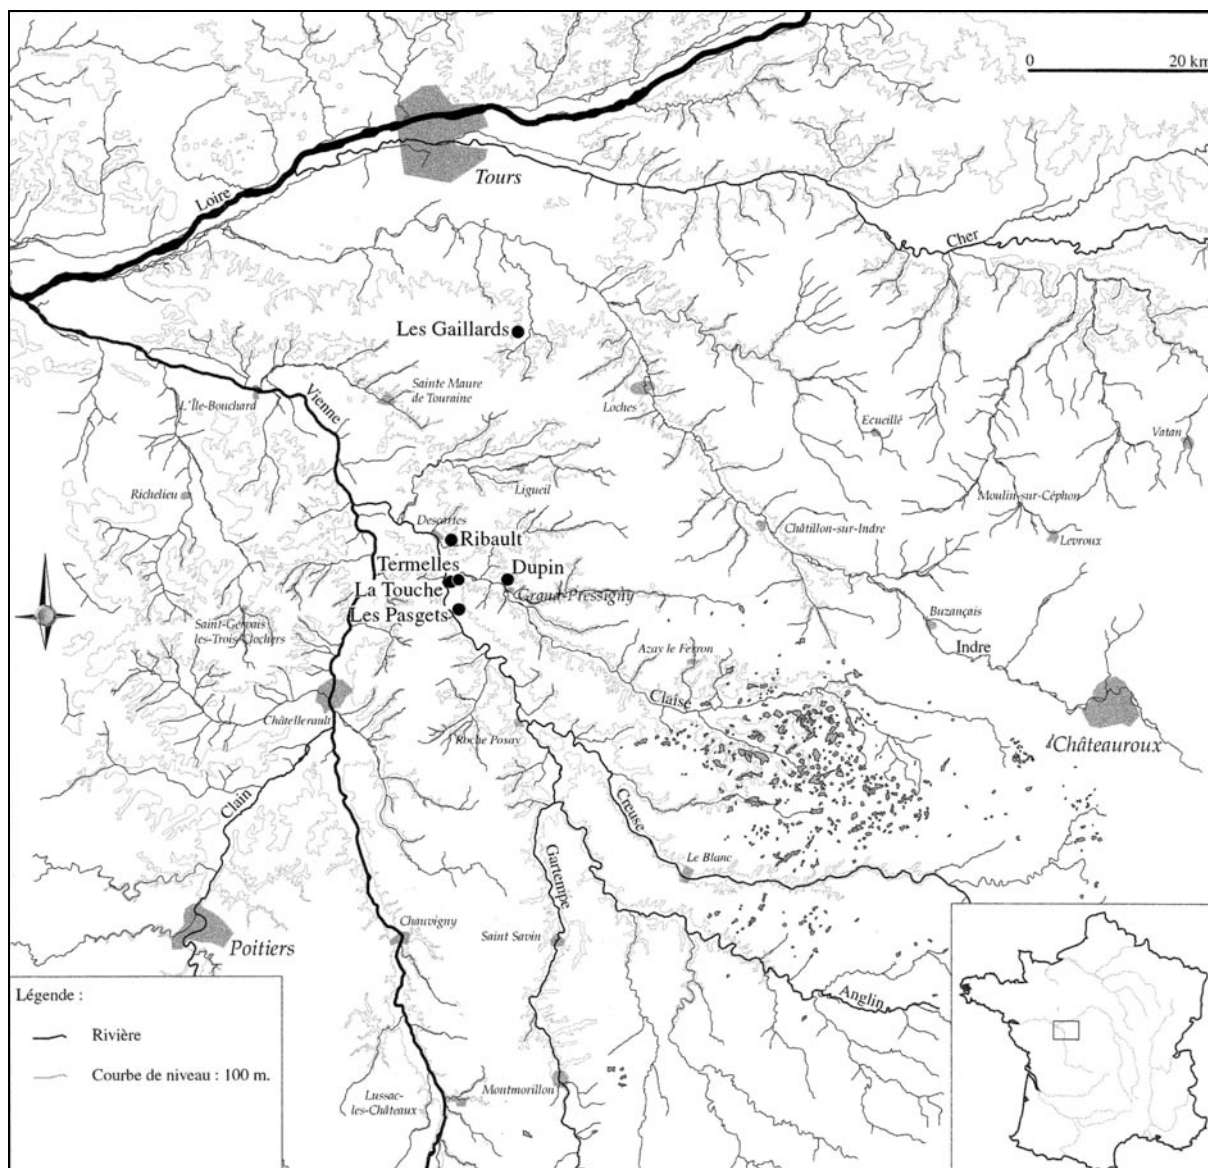 0 20 km
Tours
Loire
Cher
Les Gaillards
Sainte Maure
de Touraine
Vienne
L'Île-Bouchard
Loches
Ecueillé
Vatan
Richelieu
Ligueil
Moulin-sur-Céphon
Descartes
Châtillon-sur-Indre
Levroux
Ribault
Termelles
Dupin
La Touche
Grand-Pressigny
Les Pasgets
Saint-Gervais
les-Trois-Clochers
Buzançais
Azay le Ferron
Indre
Claise
Châtellerault
Roche Posay
Châteauroux
Clain
Creuse
Le Blanc
Gartempe
Chauvigny
Saint Savin
Poitiers
Anglin
Légende :
Rivière
Courbe de niveau : 100 m.
Montmorillon
Lussac-
les-Châteaux